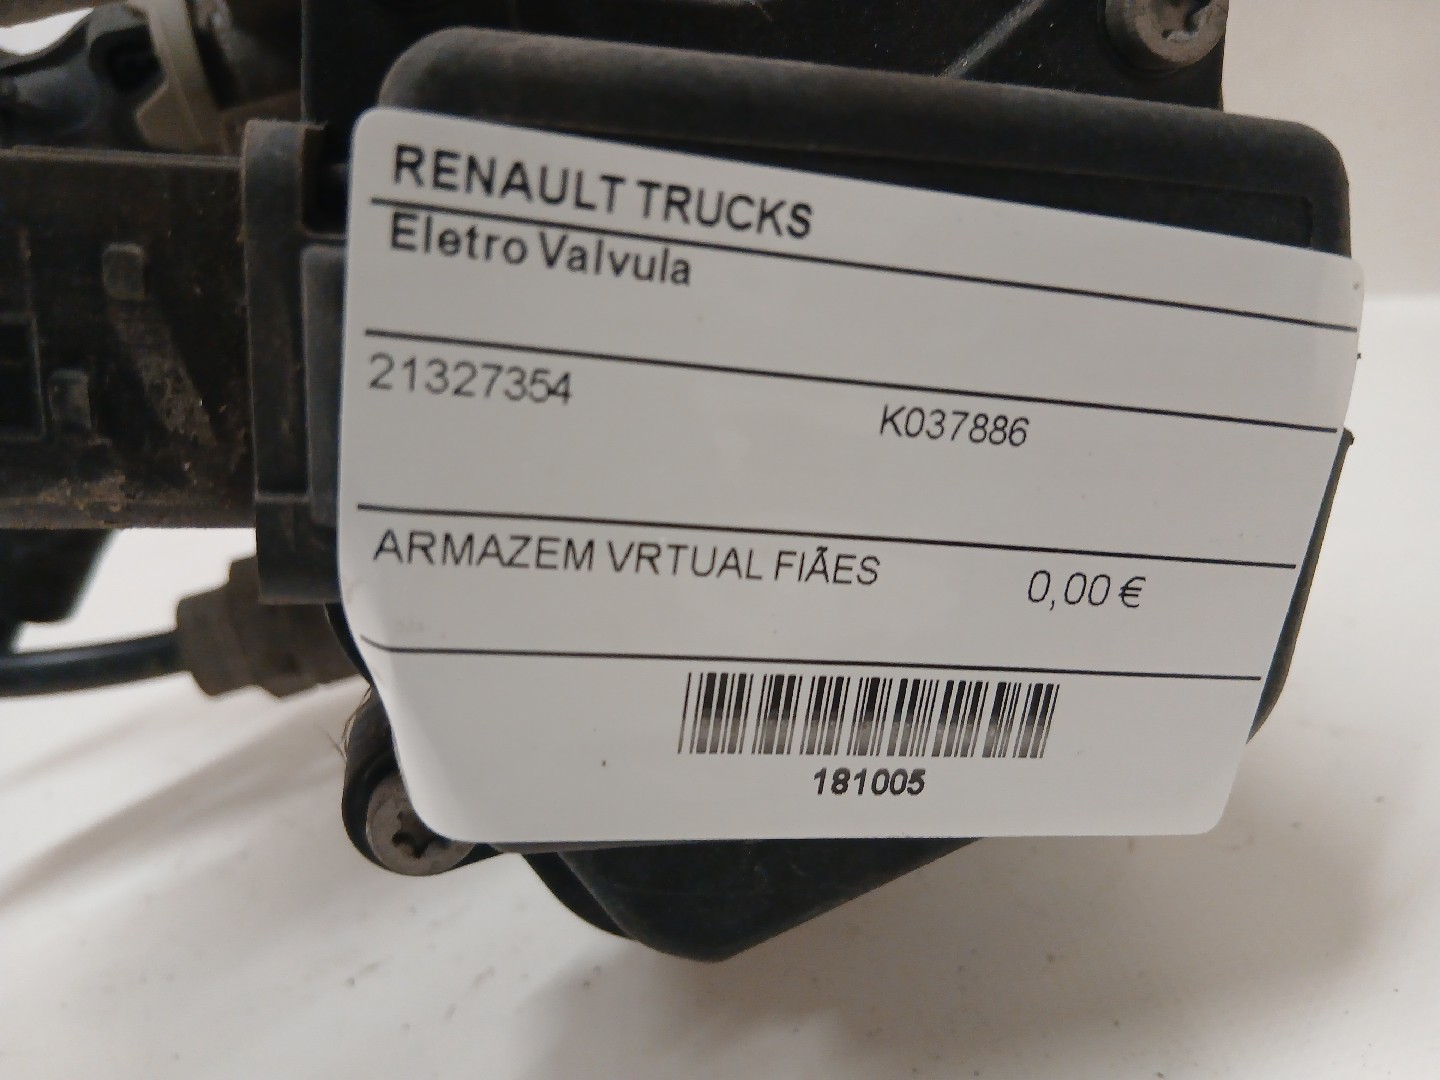 RENAULT TRUCKS
Eletro Valvula
21327354 K037886
ARMAZEM VRTUAL FIÃES 0,00 €
181005